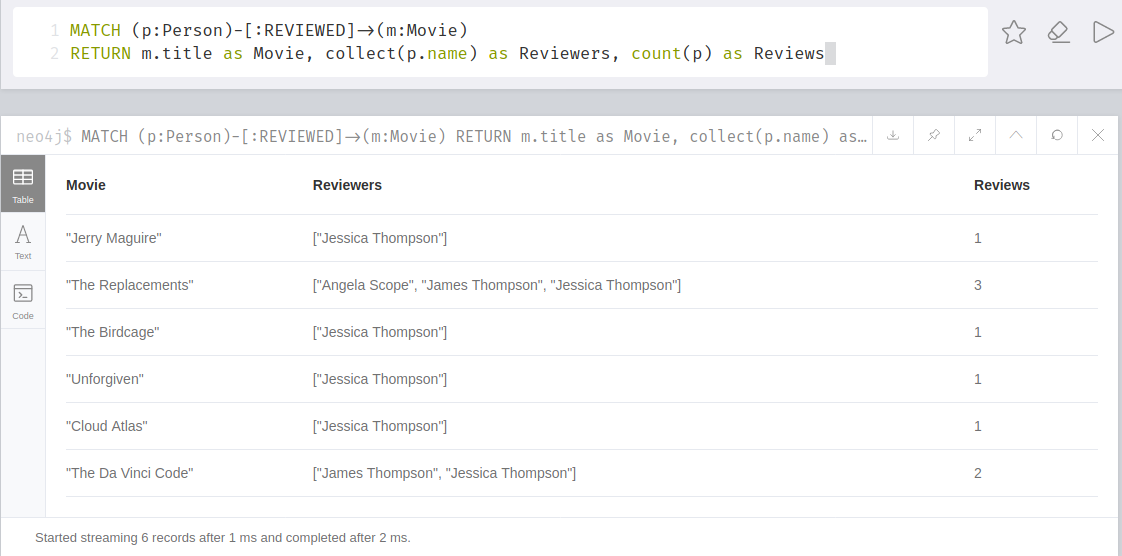 1 MATCH (p:Person)-[:REVIEWED]->(m:Movie)
2 RETURN m.title as Movie, collect(p.name) as Reviewers, count(p) as Reviews
neo4j$ MATCH (p:Person)-[:REVIEWED]->(m:Movie) RETURN m.title as Movie, collect(p.name) as…
Table
Text
Code
Movie Reviewers Reviews
"Jerry Maguire" ["Jessica Thompson"] 1
"The Replacements" ["Angela Scope", "James Thompson", "Jessica Thompson"] 3
"The Birdcage" ["Jessica Thompson"] 1
"Unforgiven" ["Jessica Thompson"] 1
"Cloud Atlas" ["Jessica Thompson"] 1
"The Da Vinci Code" ["James Thompson", "Jessica Thompson"] 2
Started streaming 6 records after 1 ms and completed after 2 ms.